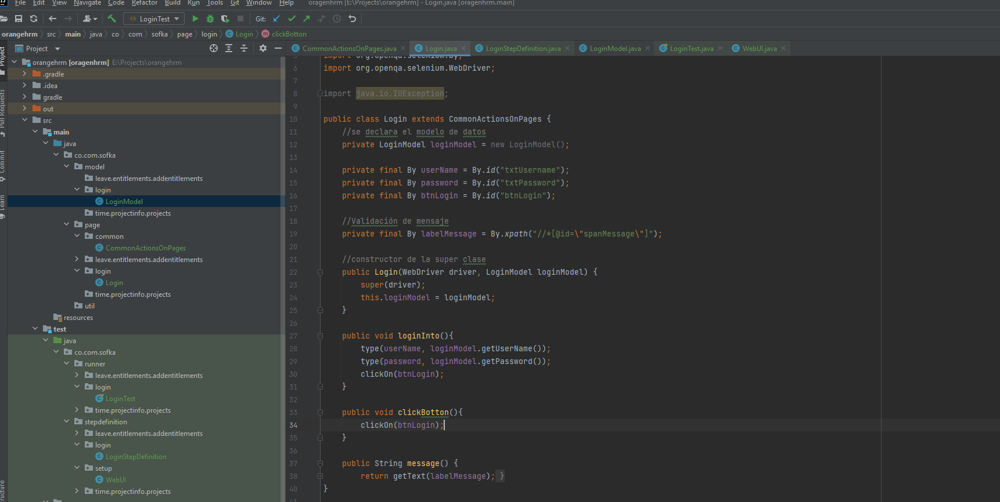 File Edit View Navigate Code Refactor Build Run Tools Git Window Help oragenhrm [E:\Projects\orangehrm] - Login.java [oragenhrm.main]
LoginTest Git:
orangehrm src main java co com sofka page login Login clickBotton
Project
CommonActionsOnPages.java Login.java LoginStepDefinition.java LoginModel.java LoginTest.java WebUI.java
Project
Pull Requests
Commit
Learn
orangehrm [oragenhrm] E:\Projects\orangehrm
.gradle
.idea
gradle
out
src
main
java
co.com.sofka
model
leave.entitlements.addentitlements
login
LoginModel
time.projectinfo.projects
page
common
CommonActionsOnPages
leave.entitlements.addentitlements
login
Login
time.projectinfo.projects
util
resources
test
java
co.com.sofka
runner
leave.entitlements.addentitlements
login
LoginTest
time.projectinfo.projects
stepdefinition
leave.entitlements.addentitlements
login
LoginStepDefinition
setup
WebUI
time.projectinfo.projects
import org.openqa.selenium.By;
6 import org.openqa.selenium.WebDriver;
7
8 import java.io.IOException;
9
10 public class Login extends CommonActionsOnPages {
11 //se declara el modelo de datos
12 private LoginModel loginModel = new LoginModel();
13
14 private final By userName = By.id("txtUsername");
15 private final By password = By.id("txtPassword");
16 private final By btnLogin = By.id("btnLogin");
17
18 //Validación de mensaje
19 private final By labelMessage = By.xpath("//*[@id=\"spanMessage\"]");
20
21 //constructor de la super clase
22 public Login(WebDriver driver, LoginModel loginModel) {
23 super(driver);
24 this.loginModel = loginModel;
25 }
26
27 public void loginInto(){
28 type(userName, loginModel.getUserName());
29 type(password, loginModel.getPassword());
30 clickOn(btnLogin);
31 }
32
33 public void clickBotton(){
34 clickOn(btnLogin);
35 }
36
37 public String message() {
38 return getText(labelMessage); }
40 }